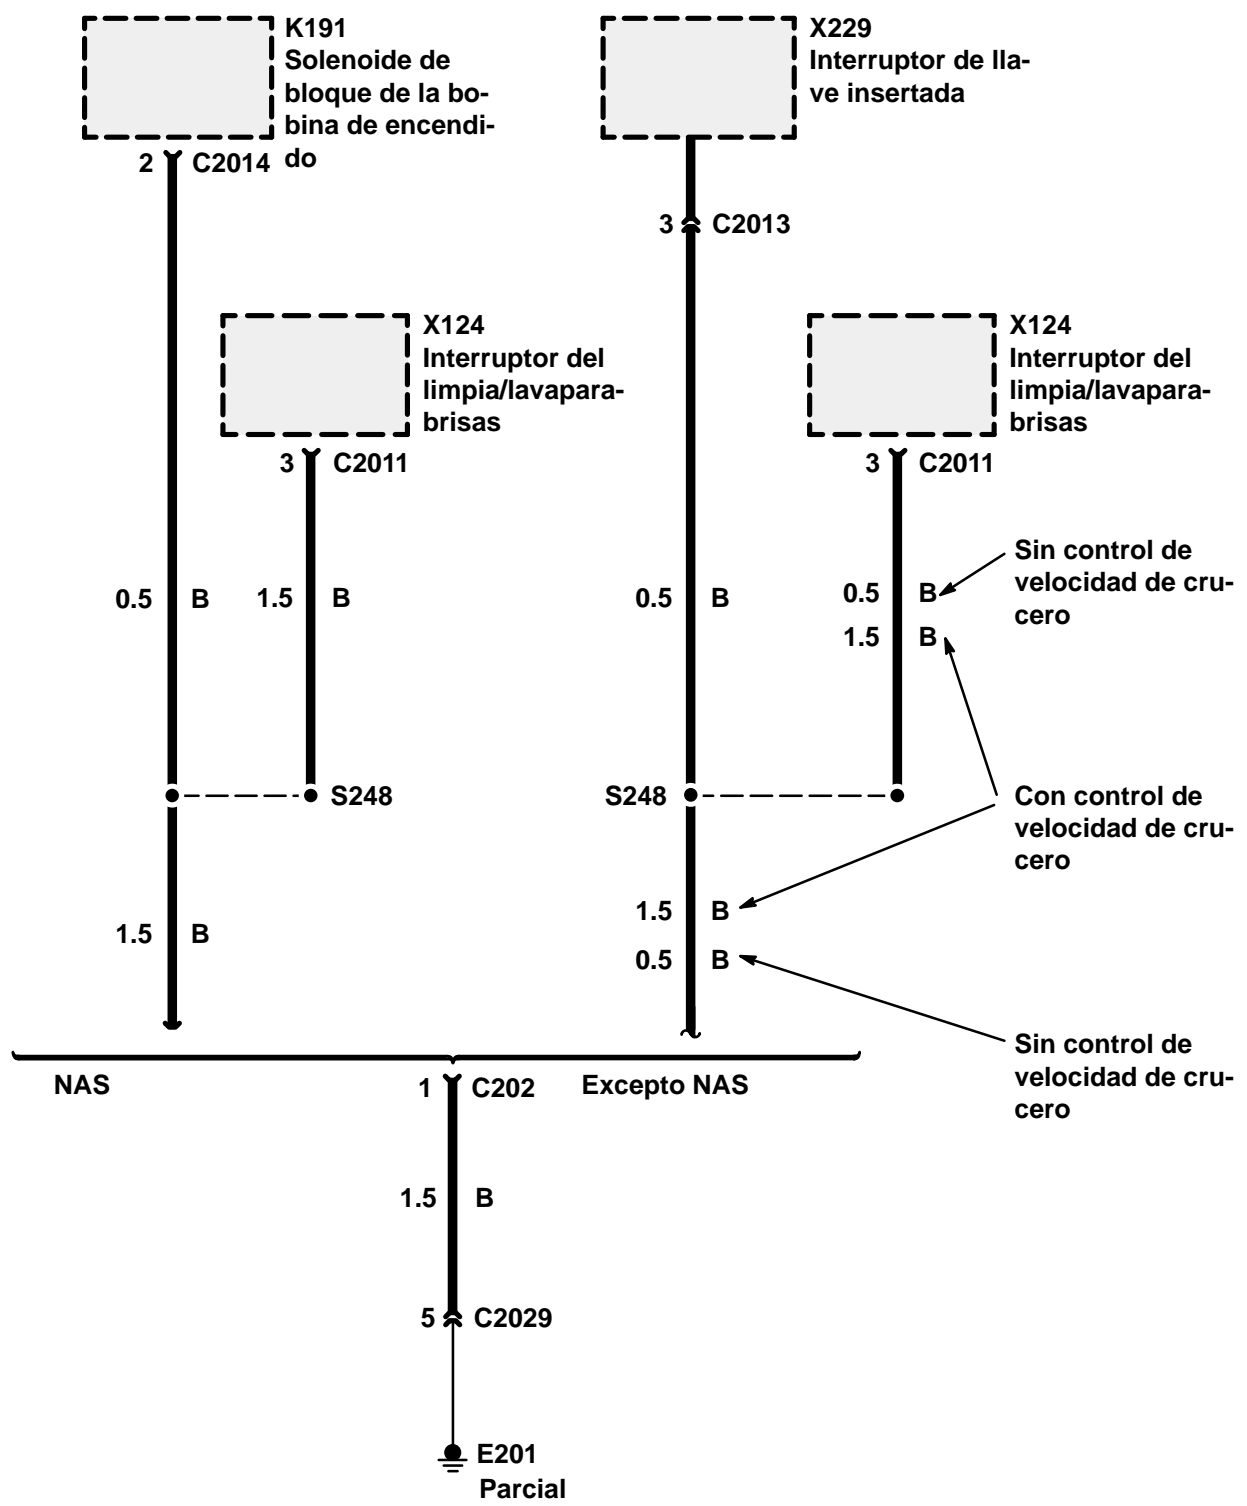 K191
Solenoide de
bloque de la bo-
bina de encendi-
do
2 C2014
X229
Interruptor de lla-
ve insertada
3 C2013
X124
Interruptor del
limpia/lavapara-
brisas
3 C2011
X124
Interruptor del
limpia/lavapara-
brisas
3 C2011
0.5 B
1.5 B
0.5 B
0.5 B
1.5 B
Sin control de
velocidad de cru-
cero
S248
S248
Con control de
velocidad de cru-
cero
1.5 B
1.5 B
0.5 B
Sin control de
velocidad de cru-
cero
NAS
1 C202
Excepto NAS
1.5 B
5 C2029
E201
Parcial